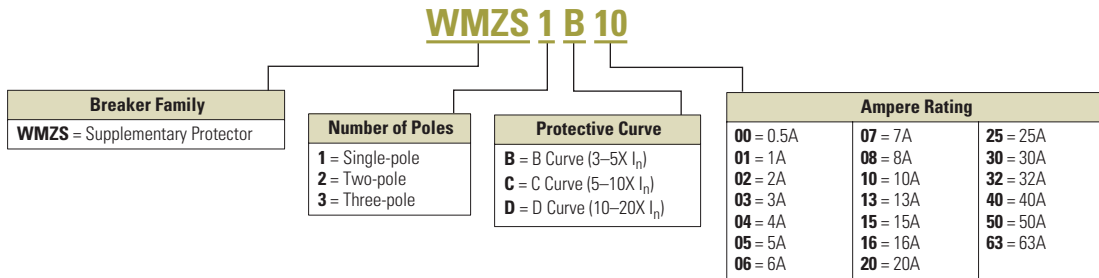 WMZS 1 B 10
Breaker Family
WMZS = Supplementary Protector
Number of Poles
1 = Single-pole
2 = Two-pole
3 = Three-pole
Protective Curve
B = B Curve (3–5X In)
C = C Curve (5–10X In)
D = D Curve (10–20X In)
Ampere Rating
00 = 0.5A
01 = 1A
02 = 2A
03 = 3A
04 = 4A
05 = 5A
06 = 6A
07 = 7A
08 = 8A
10 = 10A
13 = 13A
15 = 15A
16 = 16A
20 = 20A
25 = 25A
30 = 30A
32 = 32A
40 = 40A
50 = 50A
63 = 63A